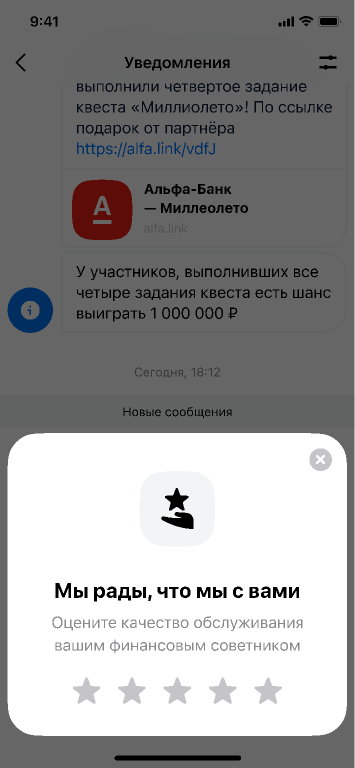 9:41
Уведомления
выполнили четвертое задание
квеста «Миллиолето»! По ссылке
подарок от партнёра
https://alfa.link/vdfJ
А
Альфа-Банк
— Миллеолето
alfa.link
У участников, выполнивших все
четыре задания квеста есть шанс
выиграть 1 000 000 ₽
Сегодня, 18:12
Новые сообщения
Мы рады, что мы с вами
Оцените качество обслуживания
вашим финансовым советником